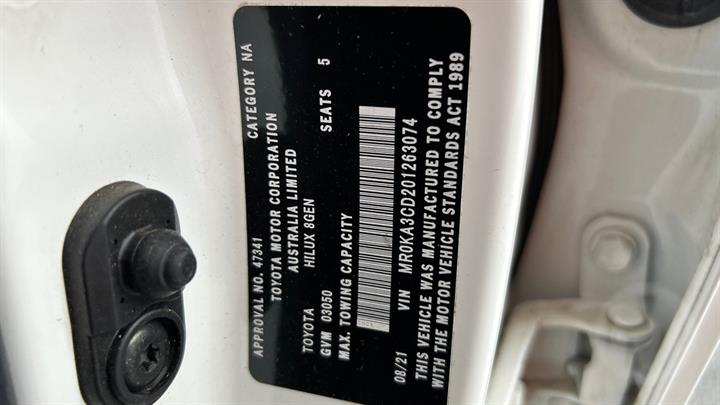 APPROVAL NO. 47341 CATEGORY NA
TOYOTA MOTOR CORPORATION
AUSTRALIA LIMITED
TOYOTA HILUX 8GEN
GVM 03050 SEATS 5
MAX. TOWING CAPACITY
08/21 VIN MR0KA3CD201263074
THIS VEHICLE WAS MANUFACTURED TO COMPLY
WITH THE MOTOR VEHICLE STANDARDS ACT 1989